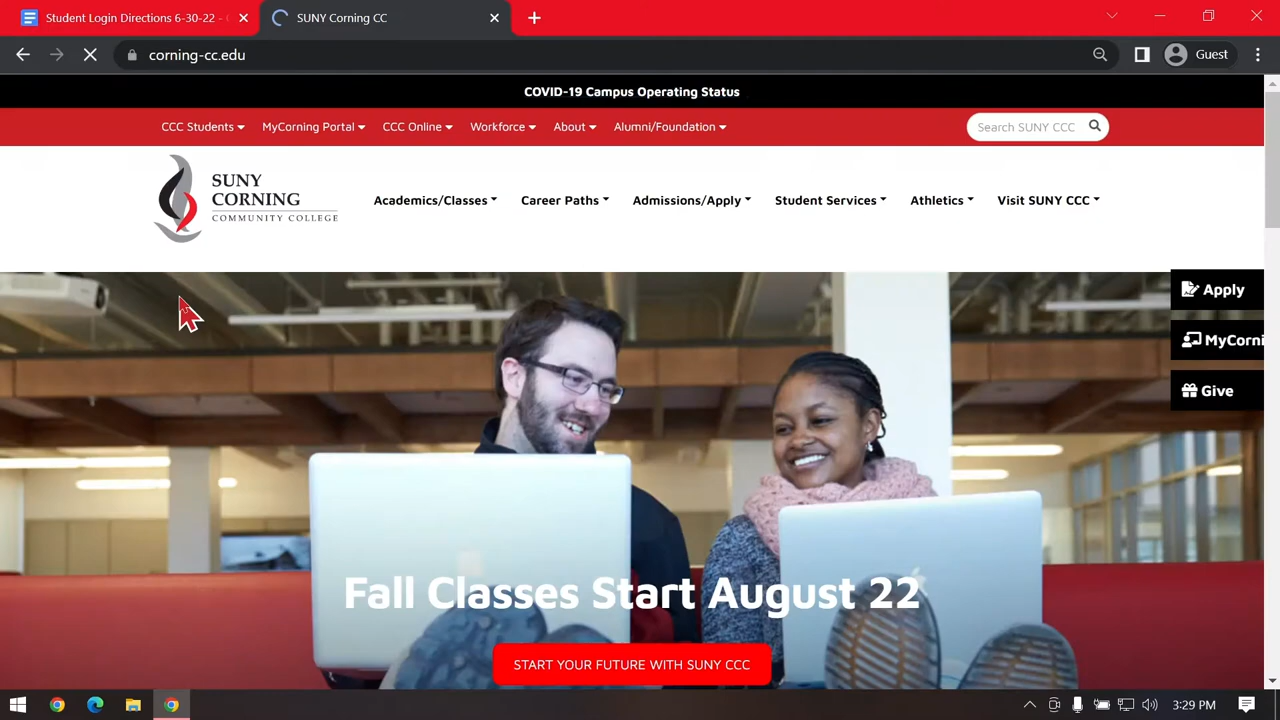 Student Login Directions 6-30-22 -
SUNY Corning CC
corning-cc.edu
Guest
COVID-19 Campus Operating Status
CCC Students
MyCorning Portal
CCC Online
Workforce
About
Alumni/Foundation
Search SUNY CCC
SUNY
CORNING
COMMUNITY COLLEGE
Academics/Classes
Career Paths
Admissions/Apply
Student Services
Athletics
Visit SUNY CCC
Apply
MyCorni
Give
Fall Classes Start August 22
START YOUR FUTURE WITH SUNY CCC
3:29 PM